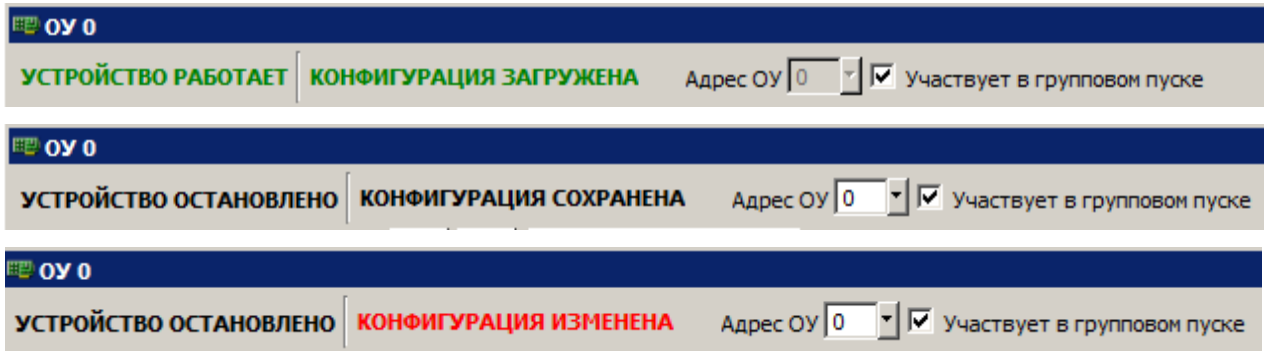 ОУ 0
УСТРОЙСТВО РАБОТАЕТ КОНФИГУРАЦИЯ ЗАГРУЖЕНА Адрес ОУ 0 Участвует в групповом пуске
ОУ 0
УСТРОЙСТВО ОСТАНОВЛЕНО КОНФИГУРАЦИЯ СОХРАНЕНА Адрес ОУ 0 Участвует в групповом пуске
ОУ 0
УСТРОЙСТВО ОСТАНОВЛЕНО КОНФИГУРАЦИЯ ИЗМЕНЕНА Адрес ОУ 0 Участвует в групповом пуске